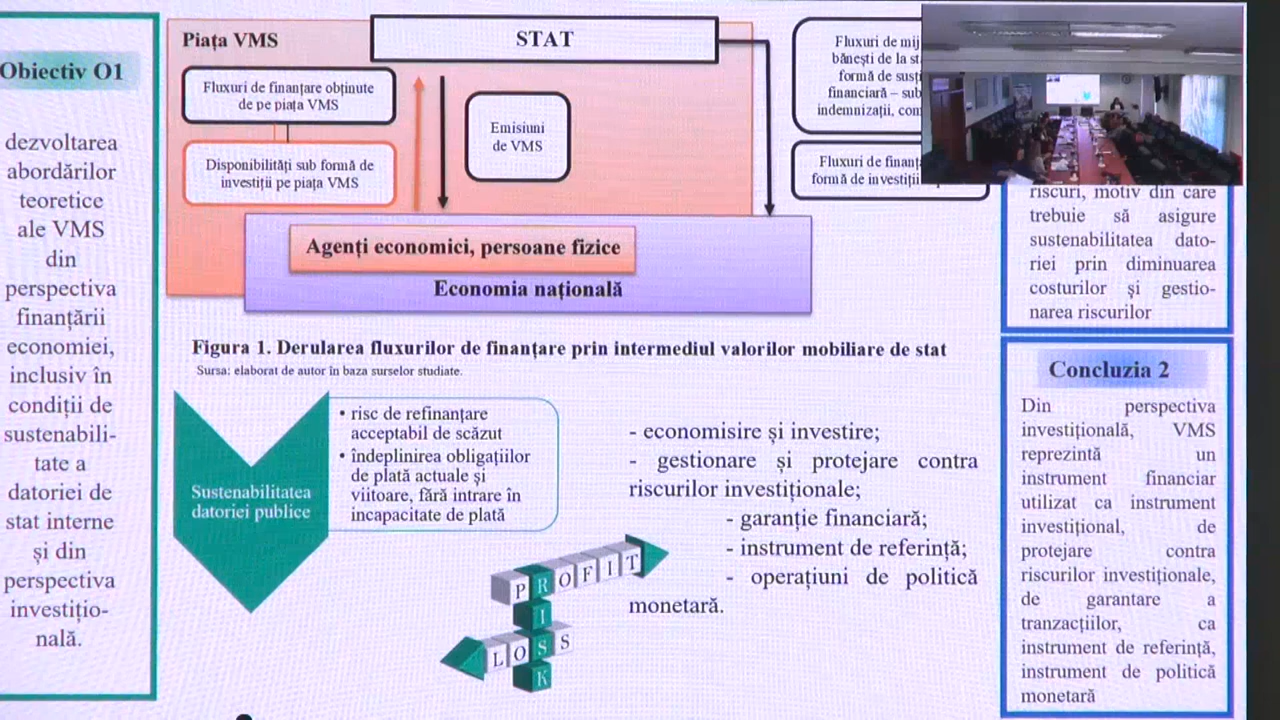 Obiectiv O1
dezvoltarea
abordărilor
teoretice
ale VMS
din
perspectiva
finanțării
economiei,
inclusiv în
condiții de
sustenabili-
tate a
datoriei de
stat interne
și din
perspectiva
investițio-
nală.
Piața VMS
STAT
Fluxuri de finanțare obținute
de pe piața VMS
Disponibilități sub formă de
investiții pe piața VMS
Emisiuni
de VMS
Fluxuri de
bănești de la
formă de
financiară –
indemnizații,
Fluxuri de
formă de investiții
Agenți economici, persoane fizice
Economia națională
Figura 1. Derularea fluxurilor de finanțare prin intermediul valorilor mobiliare de stat
Sursa: elaborat de autor în baza surselor studiate.
Sustenabilitatea
datoriei publice
• risc de refinanțare
acceptabil de scăzut
• îndeplinirea obligațiilor
de plată actuale și
viitoare, fără intrare în
incapacitate de plată
- economisire și investire;
- gestionare și protejare contra
riscurilor investiționale;
- garanție financiară;
- instrument de referință;
- operațiuni de politică
monetară.
PROFIT
RISK
LOSS
riscuri, motiv din care
trebuie să asigure
sustenabilitatea dato-
riei prin diminuarea
costurilor și gestio-
narea riscurilor
Concluzia 2
Din perspectiva
investițională, VMS
reprezintă un
instrument financiar
utilizat ca instrument
investițional, de
protejare contra
riscurilor investiționale,
de garantare a
tranzacțiilor, ca
instrument de referință,
instrument de politică
monetară